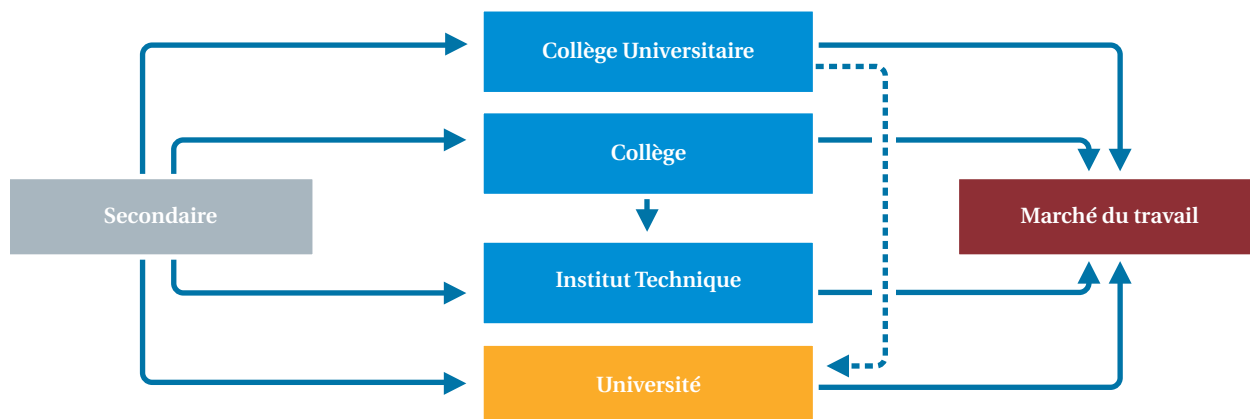 Collège Universitaire
Collège
Secondaire
Marché du travail
Institut Technique
Université